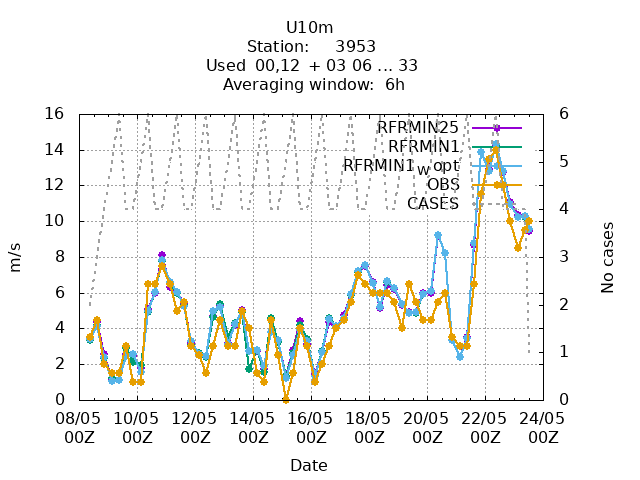 U10m
Station: 3953
Used 00,12 + 03 06 ... 33
Averaging window: 6h
16 6
14 5
12
10 4
8 3
6 2
4
2 1
0 0
m/s
No cases
RFRMIN25
RFRMIN1
RFRMIN1wopt
OBS
CASES
08/05 10/05 12/05 14/05 16/05 18/05 20/05 22/05 24/05
00Z 00Z 00Z 00Z 00Z 00Z 00Z 00Z 00Z
Date